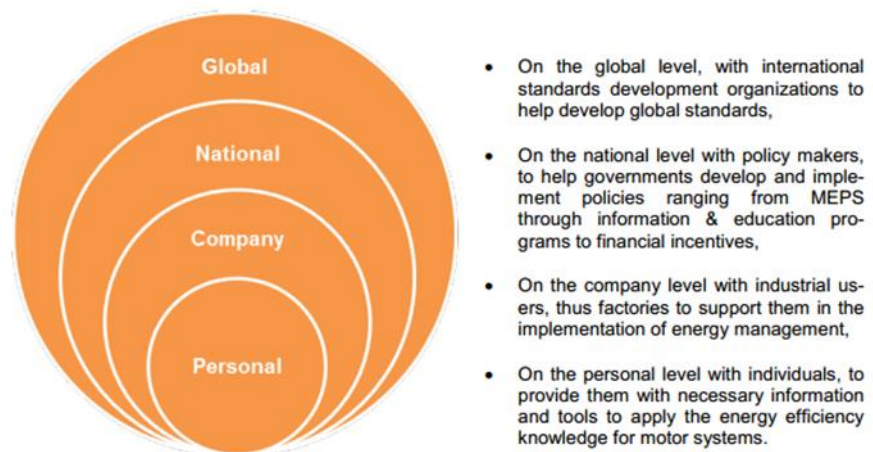 Global
National
Company
Personal
• On the global level, with international
standards development organizations to
help develop global standards,
• On the national level with policy makers,
to help governments develop and imple-
ment policies ranging from MEPS
through information & education pro-
grams to financial incentives,
• On the company level with industrial us-
ers, thus factories to support them in the
implementation of energy management,
• On the personal level with individuals, to
provide them with necessary information
and tools to apply the energy efficiency
knowledge for motor systems.